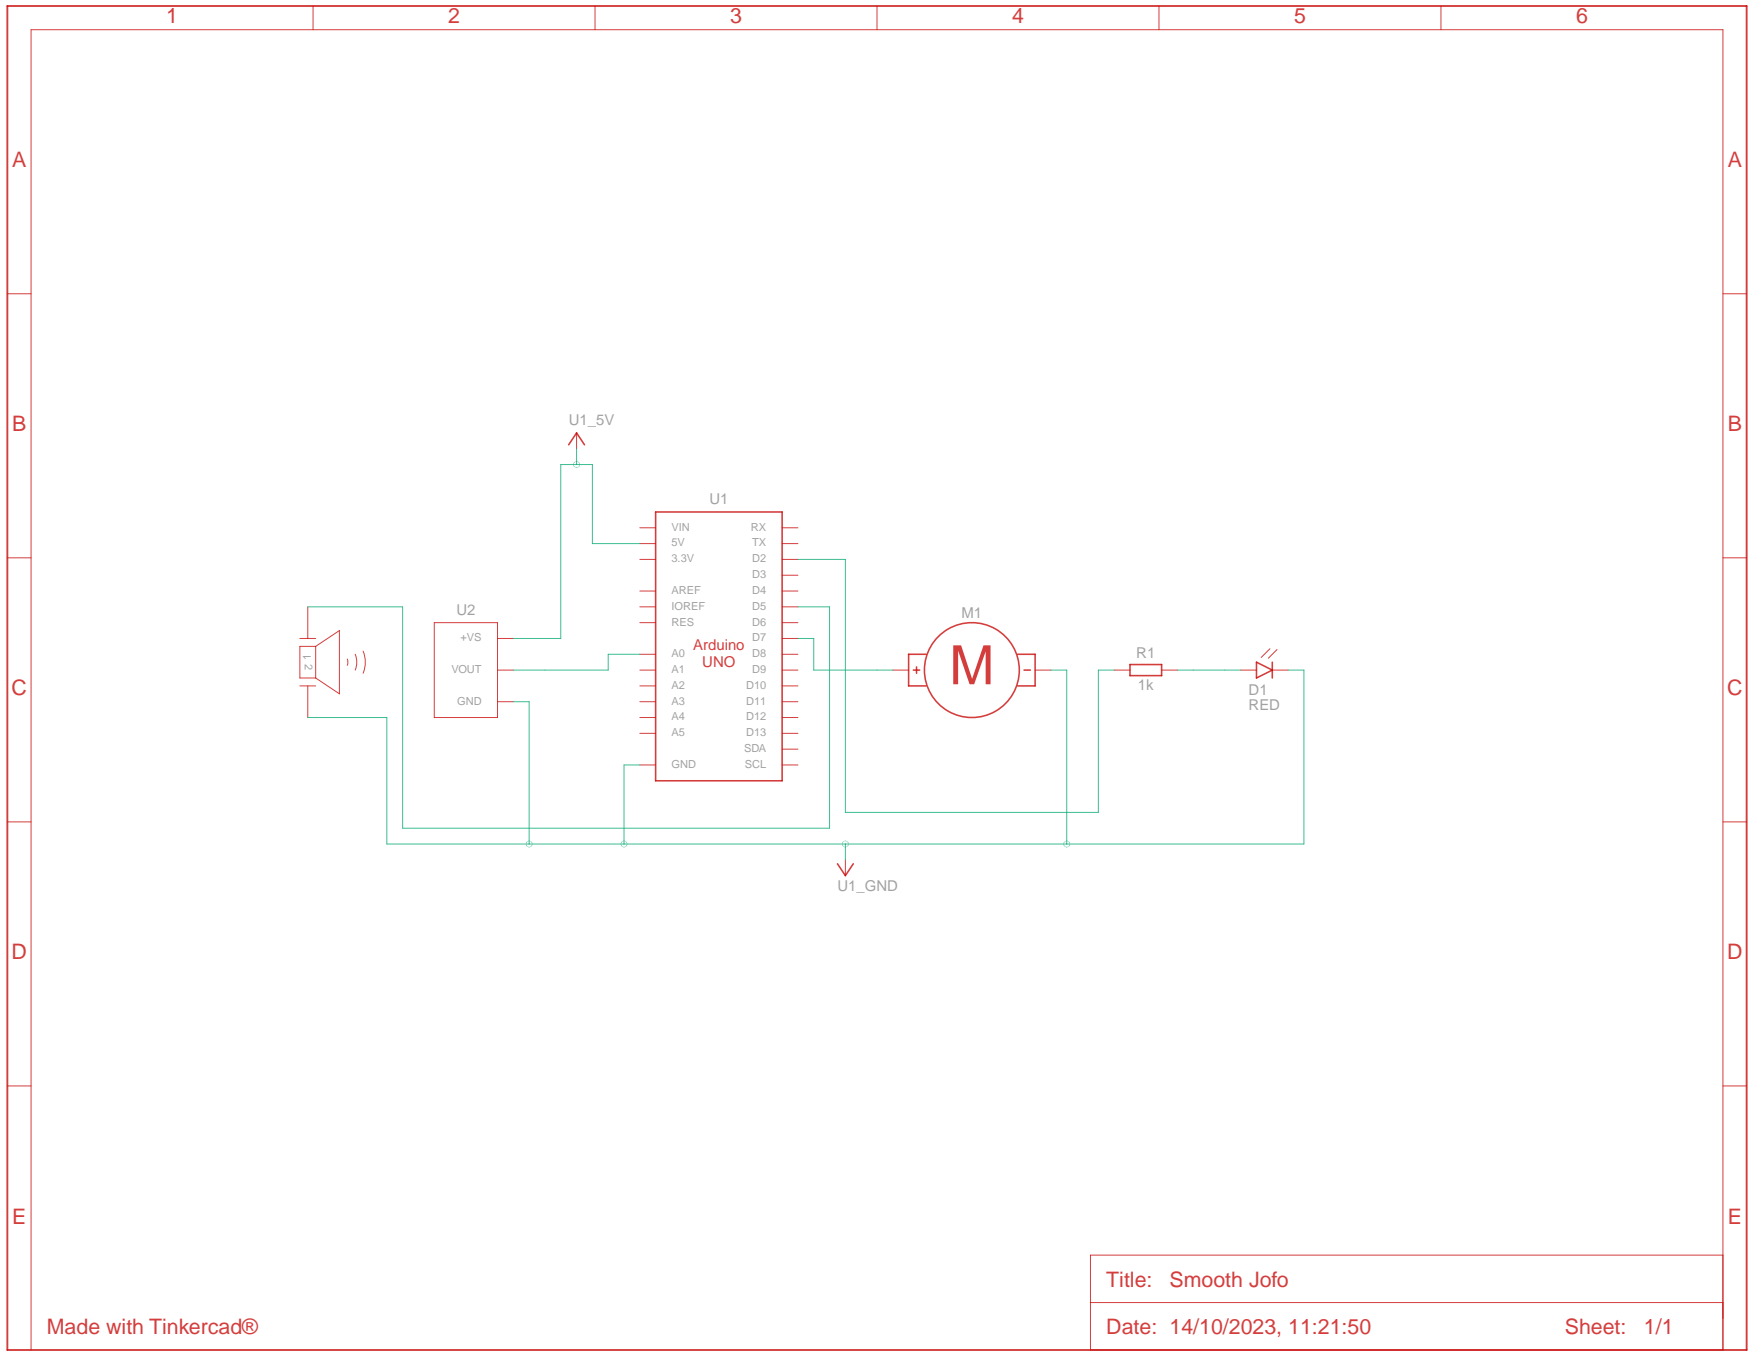 1 2 3 4 5 6
A A
U1_5V
B B
U1
VIN RX
5V TX
3.3V D2
D3
AREF D4
IOREF D5
RES D6
D7
Arduino
UNO
A0 D8
A1 D9
A2 D10
A3 D11
A4 D12
A5 D13
SDA
GND SCL
U2
+VS
VOUT
GND
1 2
M1
+ M -
R1
1k
D1
RED
C C
U1_GND
D D
E E
Title: Smooth Jofo
Made with Tinkercad®
Date: 14/10/2023, 11:21:50 Sheet: 1/1